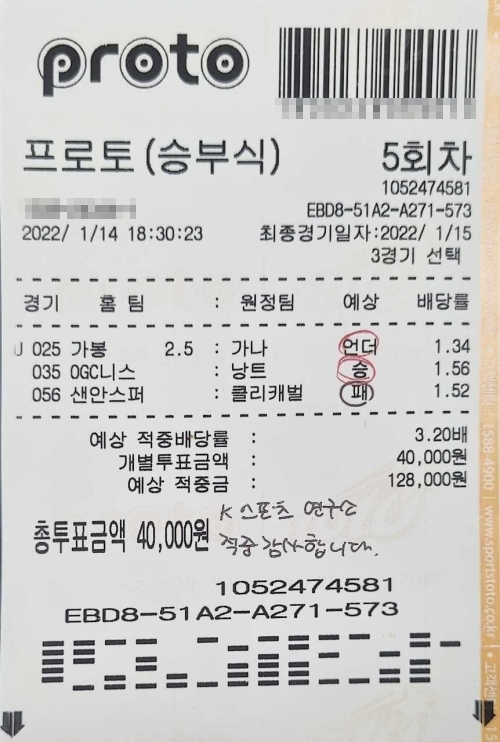 proto
프로토(승부식) 5회차
1052474581
EBD8-51A2-A271-573
2022/ 1/14 18:30:23 최종경기일자:2022/ 1/15
3경기 선택
경기 홈 팀 : 원정팀 예상 배당률
U 025 가봉 2.5 : 가나 언더 1.34
035 OGC니스 : 낭트 승 1.56
056 샌안스퍼 : 클리캐벌 패 1.52
예상 적중배당률 : 3.20배
개별투표금액 : 40,000원
예상 적중금 : 128,000원
총투표금액 40,000원
K 스포츠 연구소
적중 감사합니다.
1052474581
EBD8-51A2-A271-573
1588-4900 | www.sportstoto.co.kr